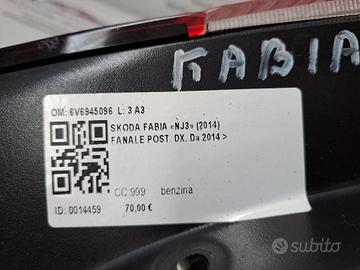 FABIA
OM: 6V6945096 L: 3 A3
SKODA FABIA «NJ3» (2014)
FANALE POST. DX. Da 2014 >
CC 999 benzina
ID: 0014459 70,00 €
subito